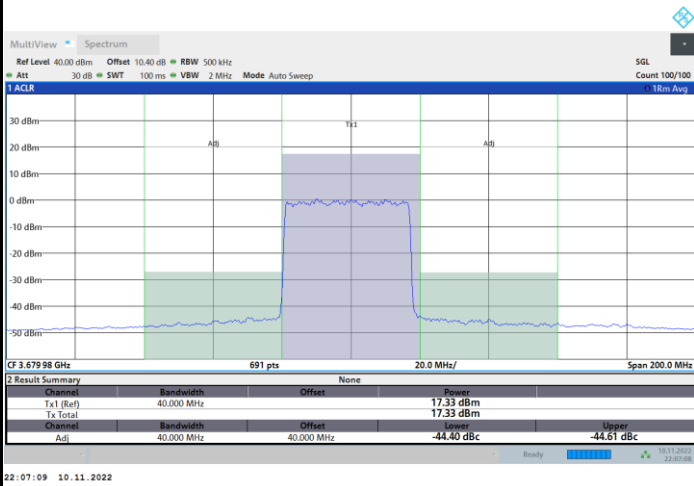 MultiView Spectrum
Ref Level 40.00 dBm Offset 10.40 dB RBW 500 kHz SGL
Att 30 dB SWT 100 ms VBW 2 MHz Mode Auto Sweep Count 100/100
1 ACLR 1Rm Avg
Tx1
Adj Adj
30 dBm
20 dBm
10 dBm
0 dBm
-10 dBm
-20 dBm
-30 dBm
-40 dBm
-50 dBm
CF 3.679 98 GHz 691 pts 20.0 MHz/ Span 200.0 MHz
2 Result Summary None
Channel Bandwidth Offset Power
Tx1 (Ref) 40.000 MHz 17.33 dBm
Tx Total 17.33 dBm
Channel Bandwidth Offset Lower Upper
Adj 40.000 MHz 40.000 MHz -44.40 dBc -44.61 dBc
Ready 10.11.2022
22:07:08
22:07:09 10.11.2022